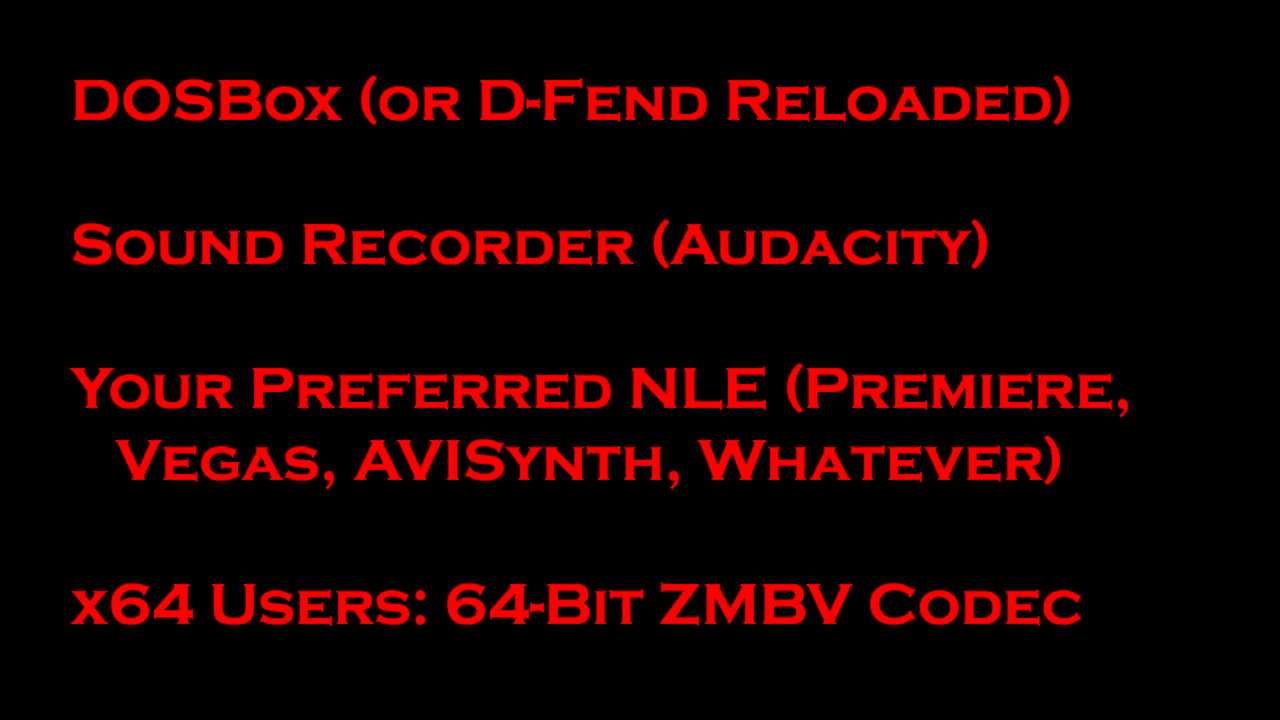 DOSBox (or D-Fend Reloaded)
Sound Recorder (Audacity)
Your Preferred NLE (Premiere,
Vegas, AVISynth, Whatever)
x64 Users: 64-Bit ZMBV Codec